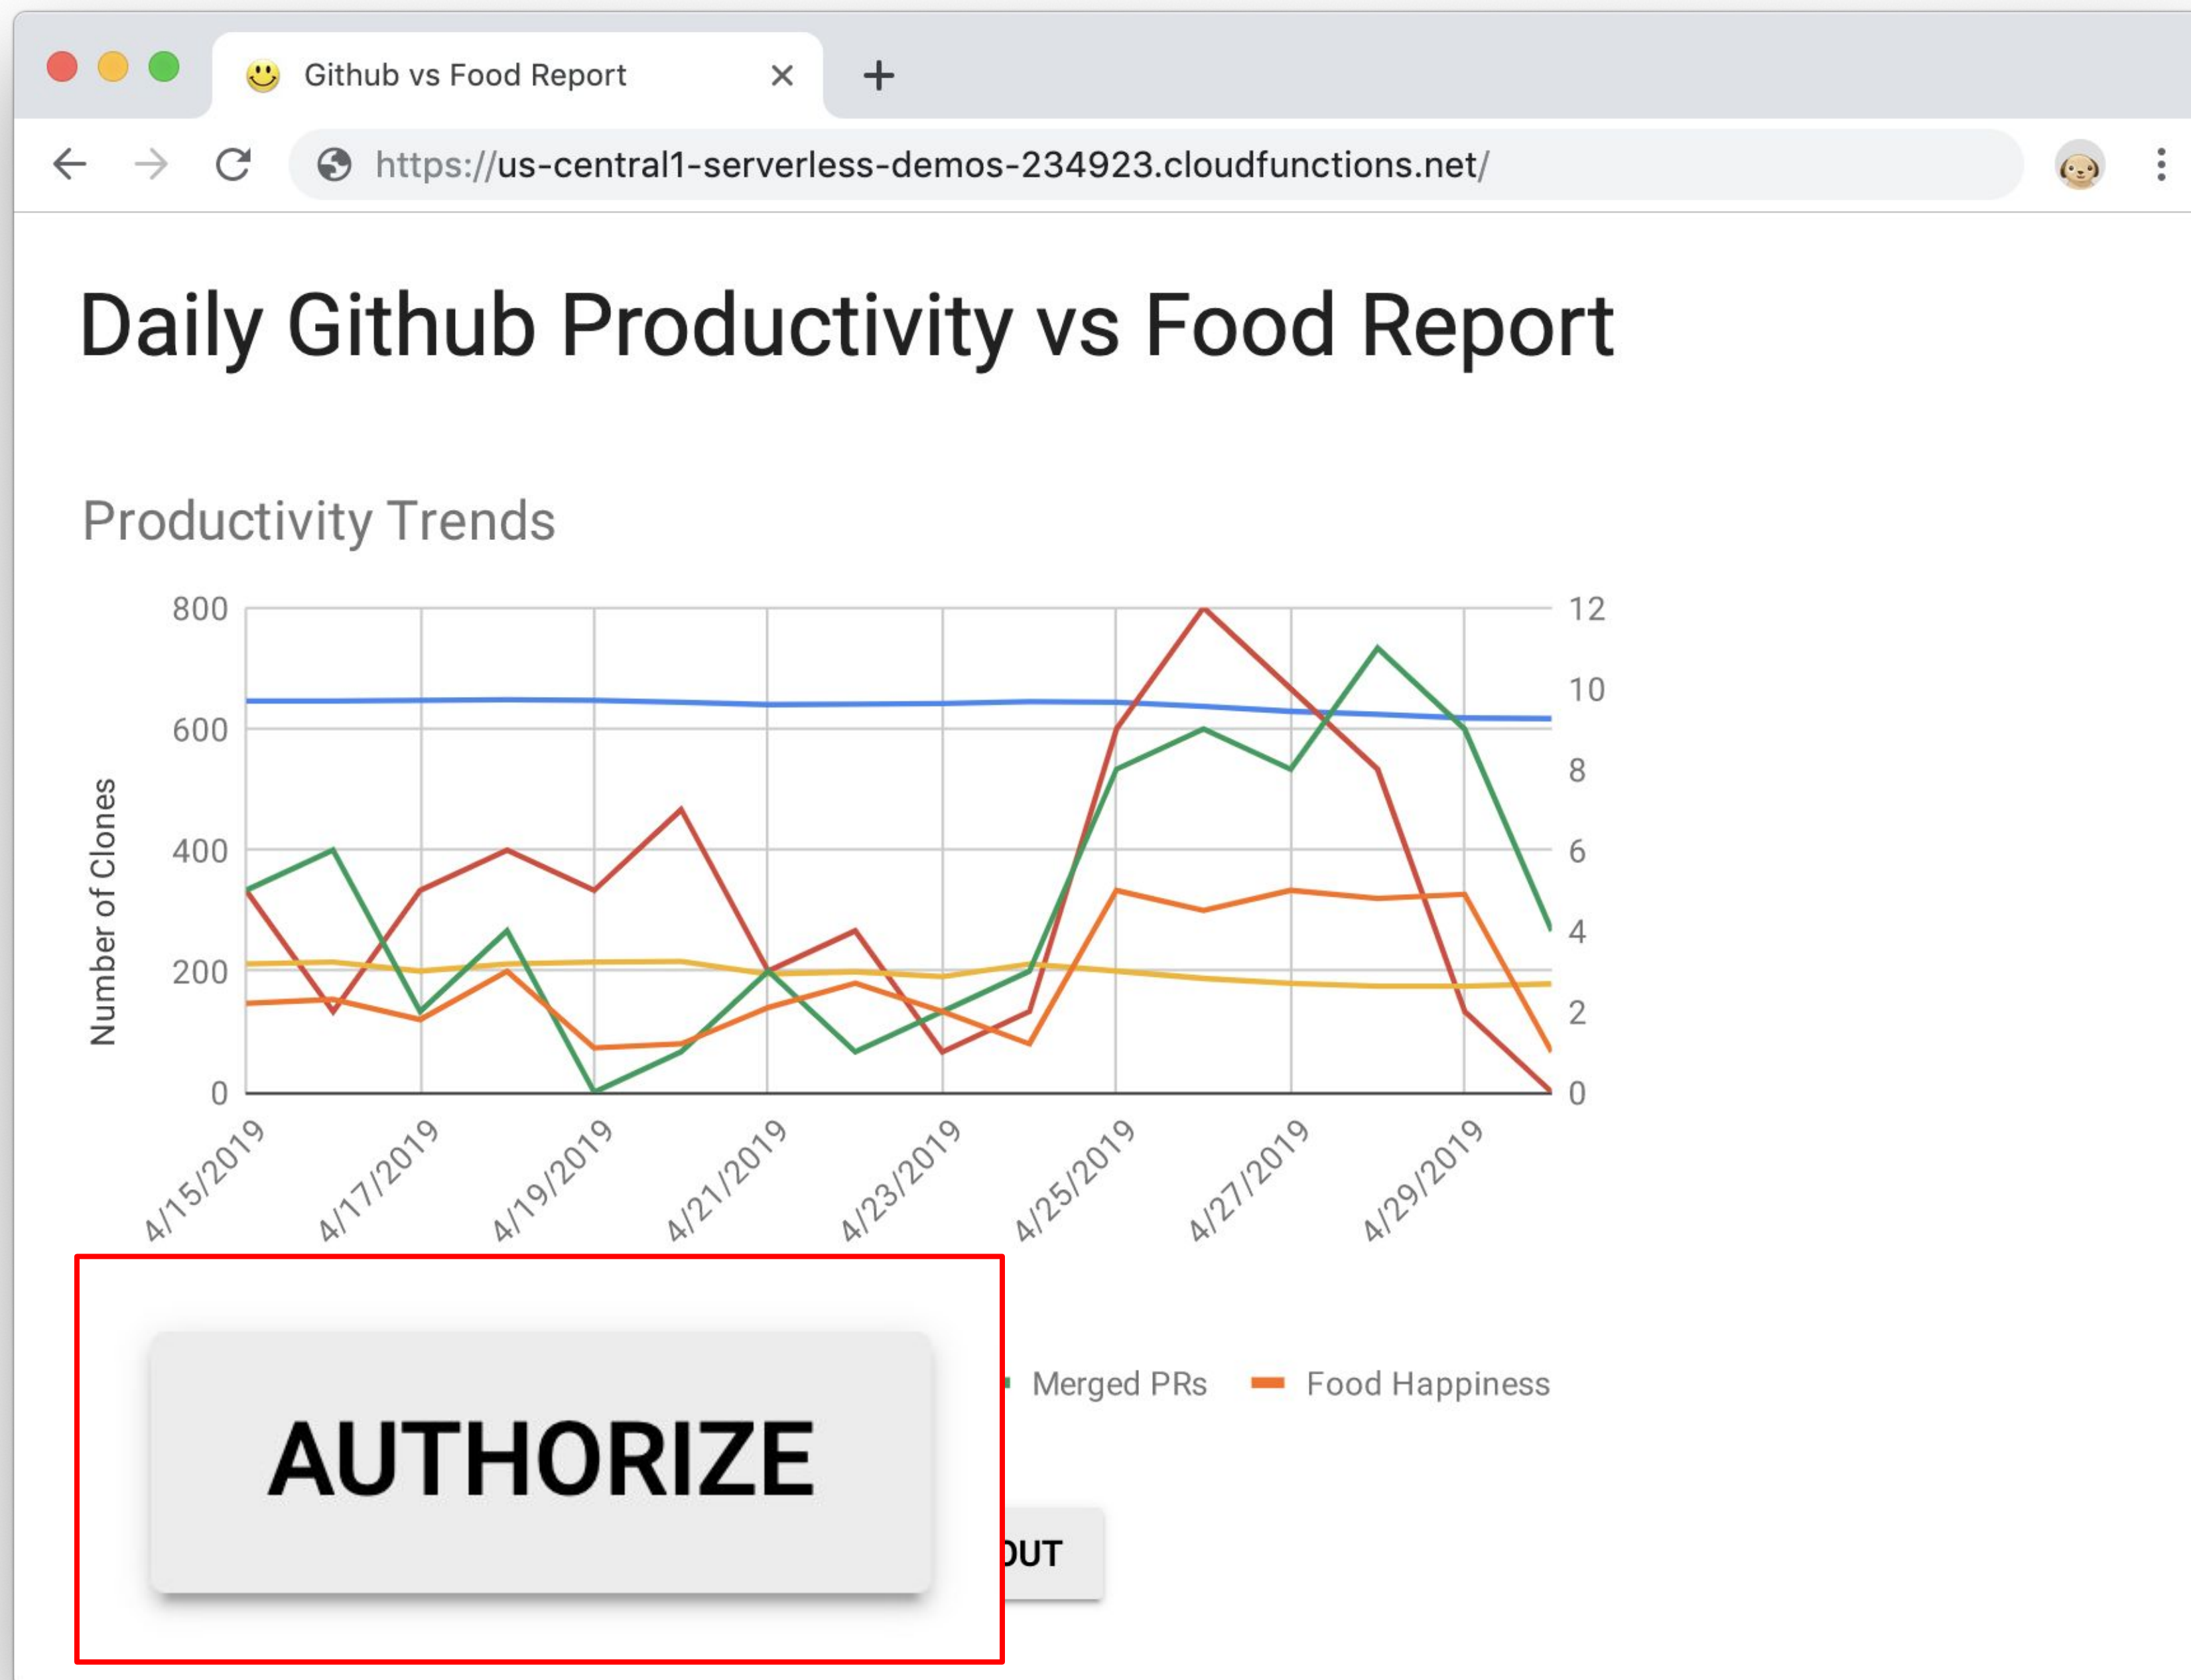 Github vs Food Report
https://us-central1-serverless-demos-234923.cloudfunctions.net/
Daily Github Productivity vs Food Report
Productivity Trends
800 12
10
600
8
400 6
4
200
2
0 0
Number of Clones
4/15/2019 4/17/2019 4/19/2019 4/21/2019 4/23/2019 4/25/2019 4/27/2019 4/29/2019
Merged PRs Food Happiness
AUTHORIZE
OUT